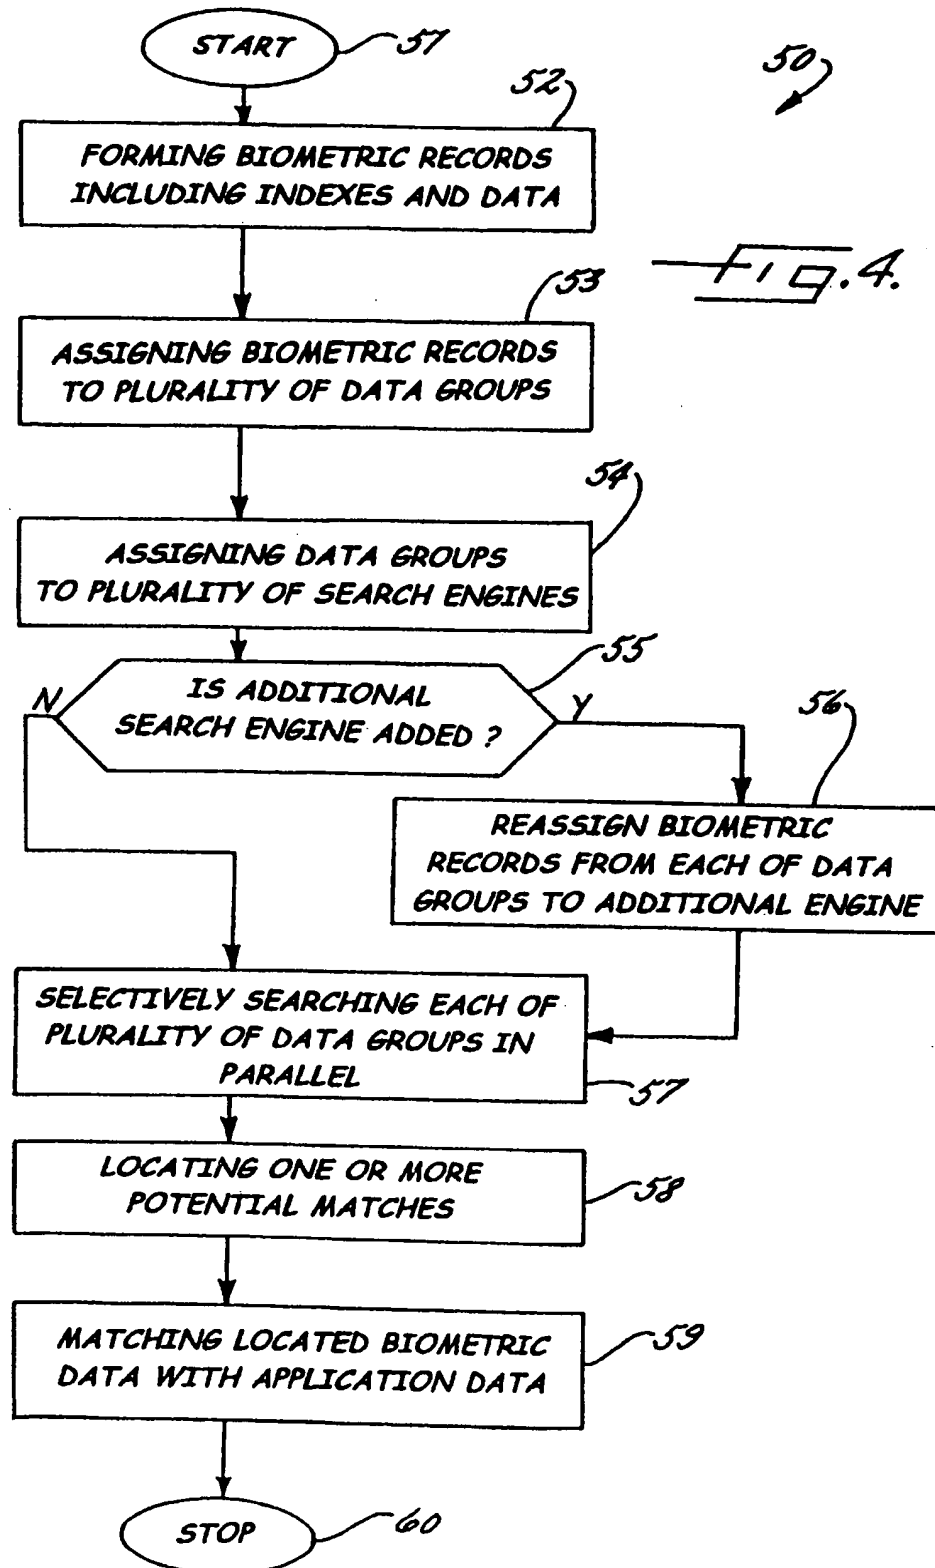 START
57
50
52
FORMING BIOMETRIC RECORDS
INCLUDING INDEXES AND DATA
Fig. 4.
53
ASSIGNING BIOMETRIC RECORDS
TO PLURALITY OF DATA GROUPS
54
ASSIGNING DATA GROUPS
TO PLURALITY OF SEARCH ENGINES
55
N
IS ADDITIONAL
SEARCH ENGINE ADDED ?
Y
56
REASSIGN BIOMETRIC
RECORDS FROM EACH OF DATA
GROUPS TO ADDITIONAL ENGINE
SELECTIVELY SEARCHING EACH OF
PLURALITY OF DATA GROUPS IN
PARALLEL
57
LOCATING ONE OR MORE
POTENTIAL MATCHES
58
MATCHING LOCATED BIOMETRIC
DATA WITH APPLICATION DATA
59
STOP
60